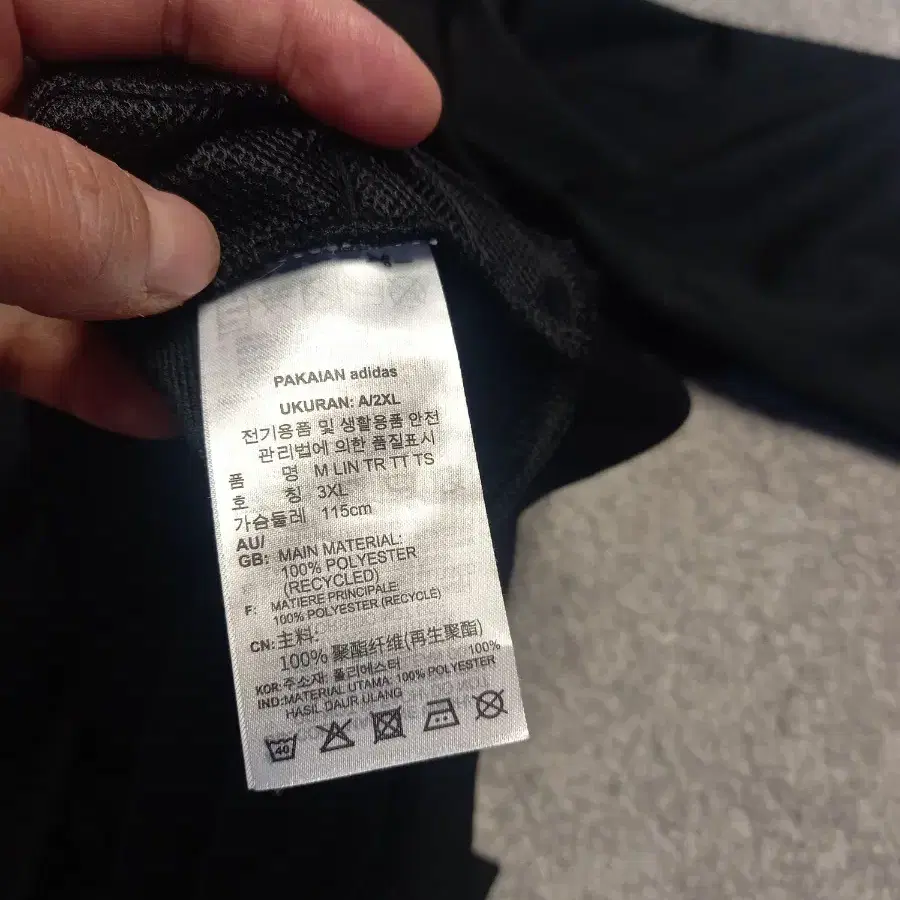 PAKAIAN adidas
UKURAN: A/2XL
전기용품 및 생활용품 안전
관리법에 의한 품질표시
품 명 M LIN TR TT TS
호 칭 3XL
가슴둘레 115cm
AU/
GB: MAIN MATERIAL:
100% POLYESTER
(RECYCLED)
F: MATIERE PRINCIPALE:
100% POLYESTER (RECYCLÉ)
CN: 主料:
100% 聚酯纤维(再生聚酯)
KOR: 주소재: 폴리에스터 100%
IND: MATERIAL UTAMA: 100% POLYESTER
HASIL DAUR ULANG
40